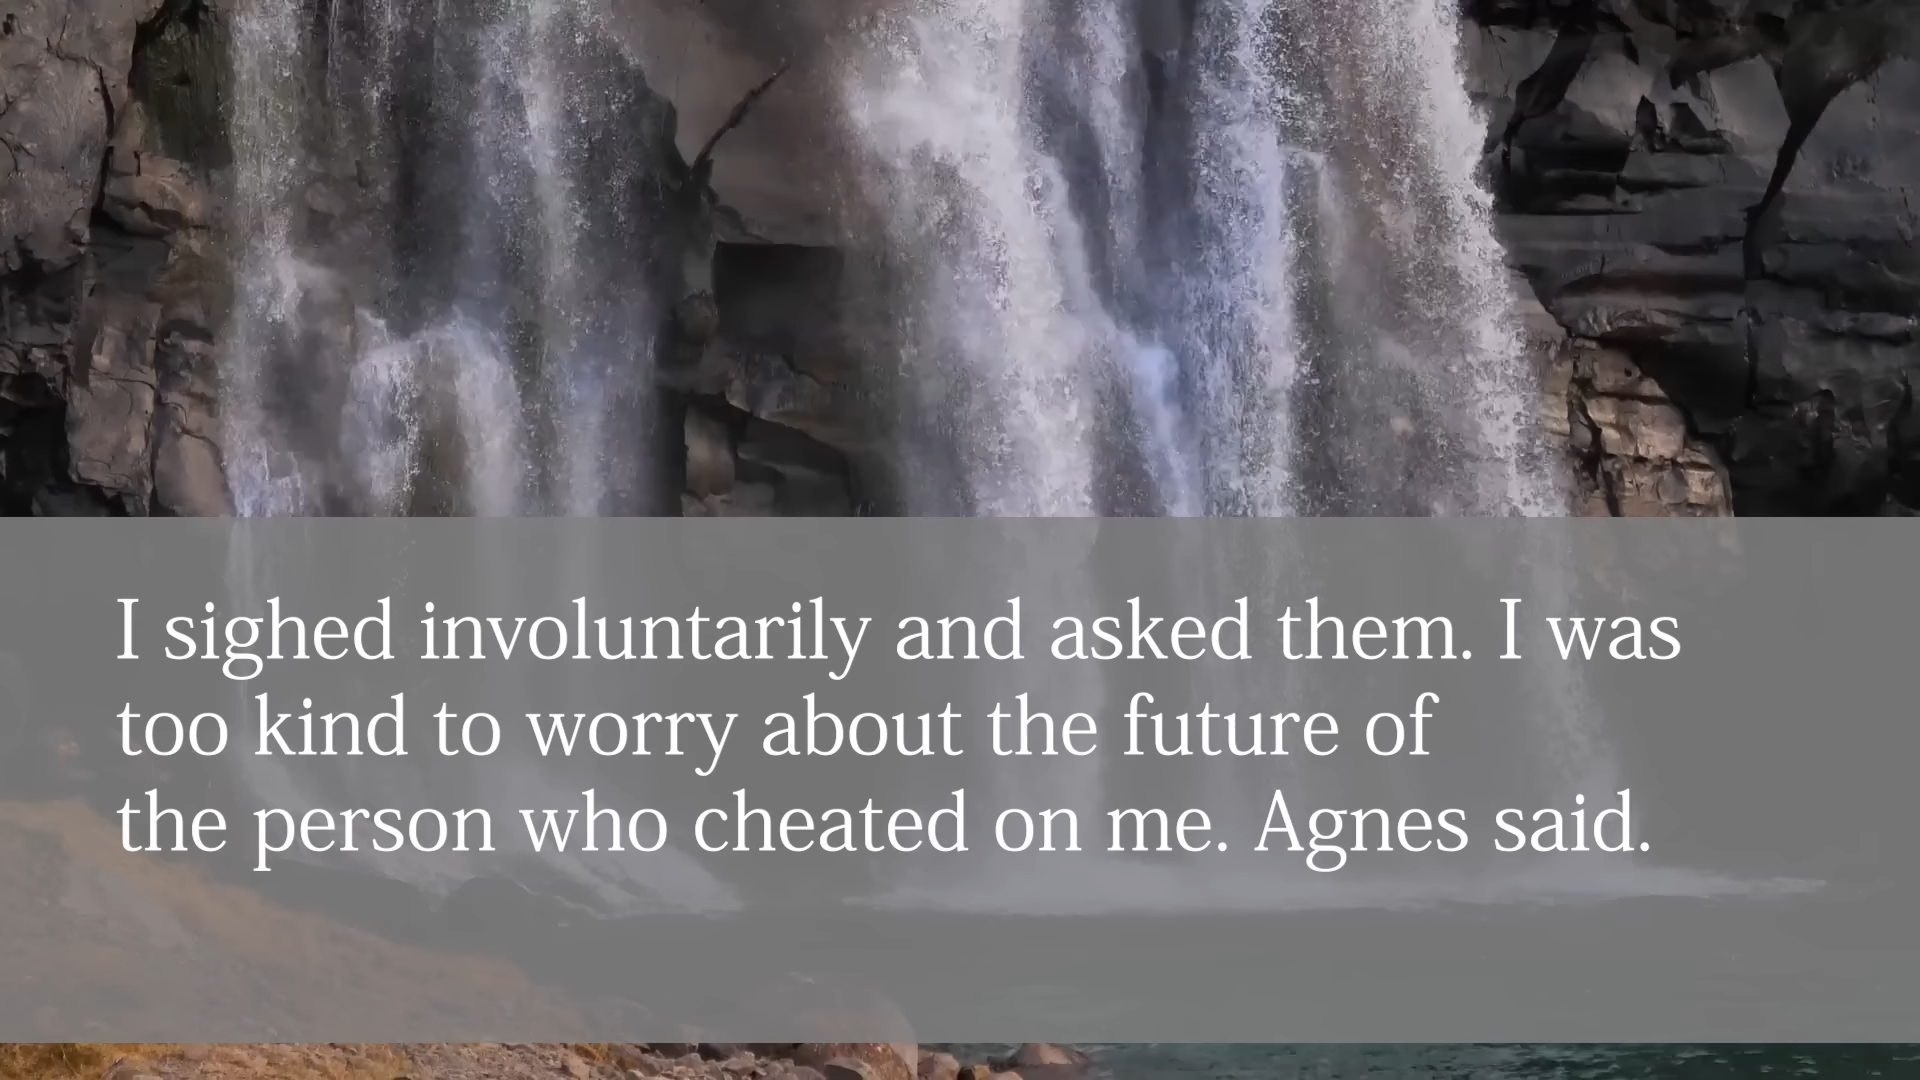 I sighed involuntarily and asked them. I was
too kind to worry about the future of
the person who cheated on me. Agnes said.